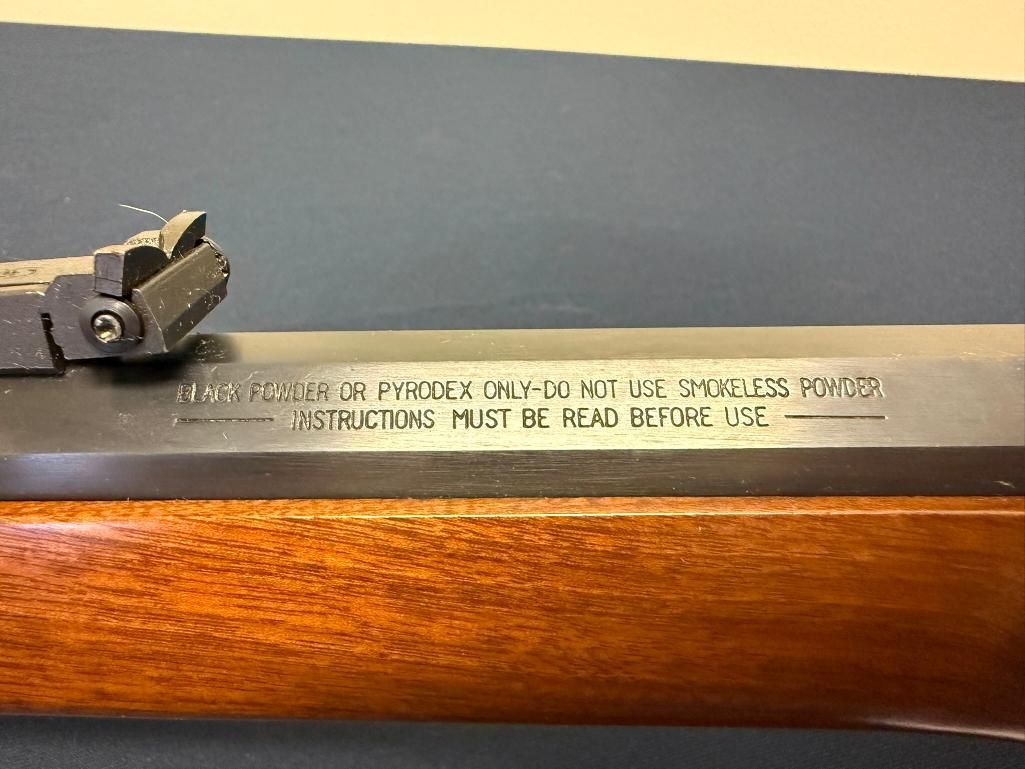 BLACK POWDER OR PYRODEX ONLY-DO NOT USE SMOKELESS POWDER
INSTRUCTIONS MUST BE READ BEFORE USE